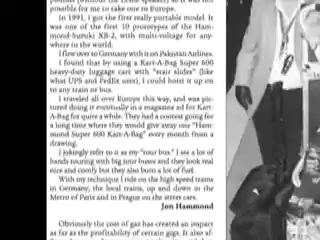 possible for me to take one to Europe.
In 1991, I got the first really portable model. It
was one of the first 10 prototypes of the Ham-
mond-Suzuki XB-2, with multi-voltage for any-
where in the world.
I flew over to Germany with it on Pakistan Airlines.
I found that by using a Kart-A-Bag Super 600
heavy-duty luggage cart with "stair slides" (like
what UPS and FedEx uses), I could hoist it up on
to any train or bus.
I traveled all over Europe this way, and was pic-
tured doing it eventually in a magazine ad for Kart-
A-Bag for quite a while. They had a contest going for
a long time where they would give away one "Ham-
mond Super 600 Kart-A-Bag" every month from a
drawing.
I jokingly refer to it as my "tour bus." I see a lot of
bands touring with big tour buses and they look real
nice and comfy but they also burn a lot of fuel.
With my technique I ride on the high speed trains
in Germany, the local trains, up and down in the
Metro of Paris and in Prague on the street cars.
Jon Hammond
Obviously the cost of gas has created an impact
as far as the profitability of certain gigs. It also af-